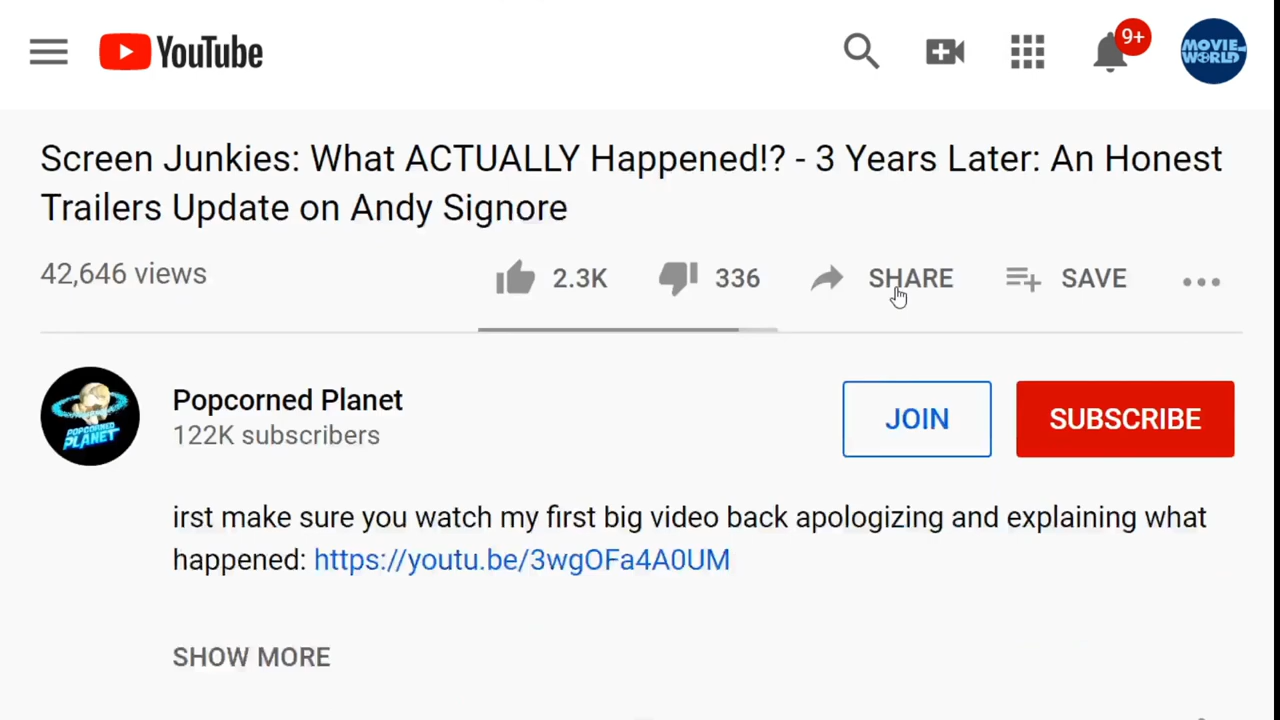 YouTube
9+
MOVIE
WORLD
Screen Junkies: What ACTUALLY Happened!? - 3 Years Later: An Honest
Trailers Update on Andy Signore
42,646 views
2.3K
336
SHARE
SAVE
POPCORNED
PLANET
Popcorned Planet
122K subscribers
JOIN
SUBSCRIBE
irst make sure you watch my first big video back apologizing and explaining what
happened: https://youtu.be/3wgOFa4A0UM
SHOW MORE